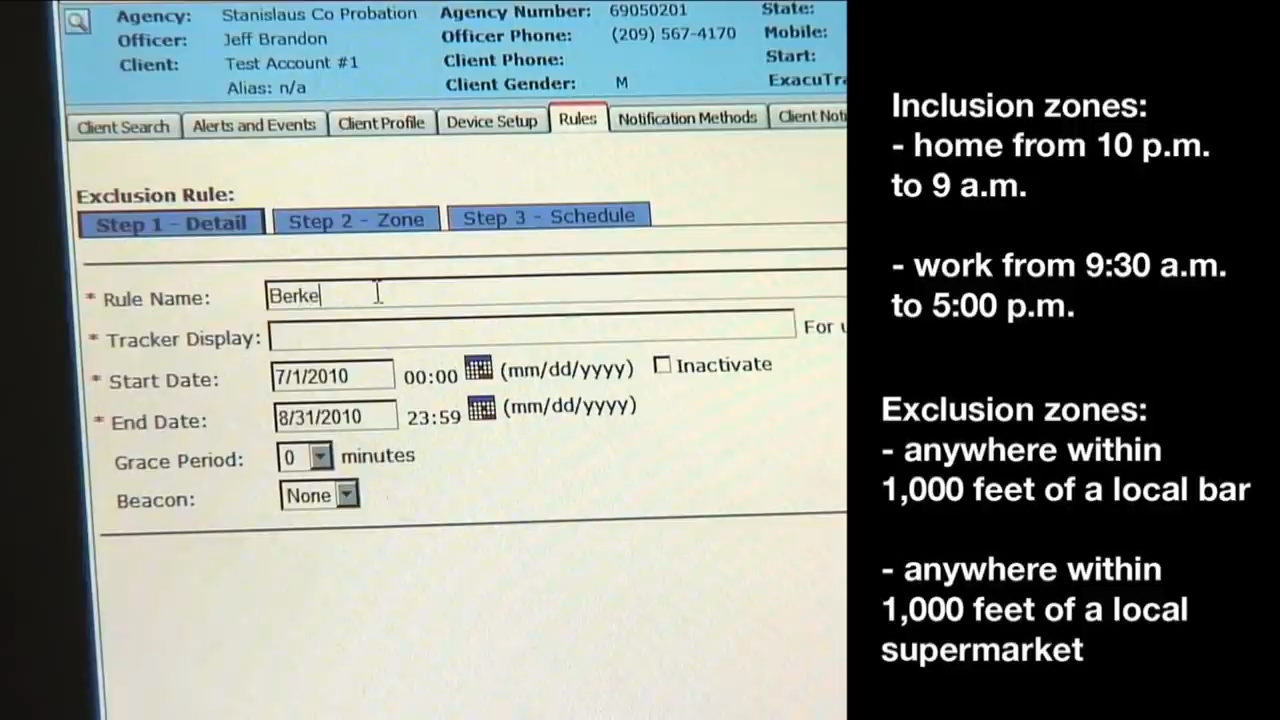 Agency: Stanislaus Co Probation Agency Number: 69050201 State:
Officer: Jeff Brandon Officer Phone: (209) 567-4170 Mobile:
Client: Test Account #1 Client Phone: Start:
Alias: n/a Client Gender: M ExacuTra
Client Search Alerts and Events Client Profile Device Setup Rules Notification Methods Client Noti
Exclusion Rule:
Step 1 - Detail Step 2 - Zone Step 3 - Schedule
* Rule Name: Berke
* Tracker Display: For u
* Start Date: 7/1/2010 00:00 (mm/dd/yyyy) Inactivate
* End Date: 8/31/2010 23:59 (mm/dd/yyyy)
Grace Period: 0 minutes
Beacon: None
Inclusion zones:
- home from 10 p.m.
to 9 a.m.
- work from 9:30 a.m.
to 5:00 p.m.
Exclusion zones:
- anywhere within
1,000 feet of a local bar
- anywhere within
1,000 feet of a local
supermarket